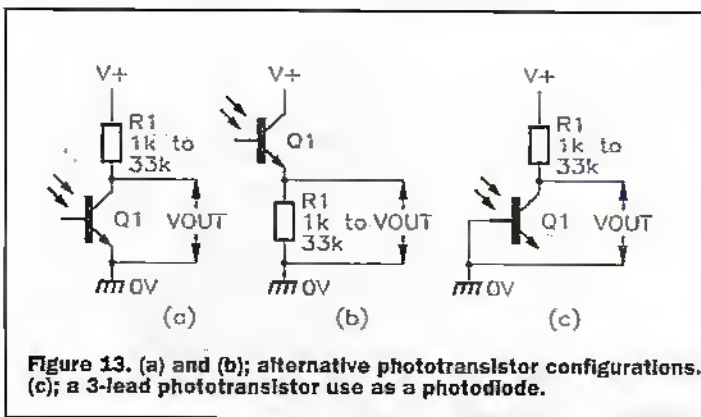 V+
R1
1k to
33k
Q1
VOUT
0V
(a)
V+
Q1
R1
1k to VOUT
33k
0V
(b)
V+
R1
1k to
33k
Q1
VOUT
0V
(c)
Figure 13. (a) and (b); alternative phototransistor configurations.
(c); a 3-lead phototransistor use as a photodiode.